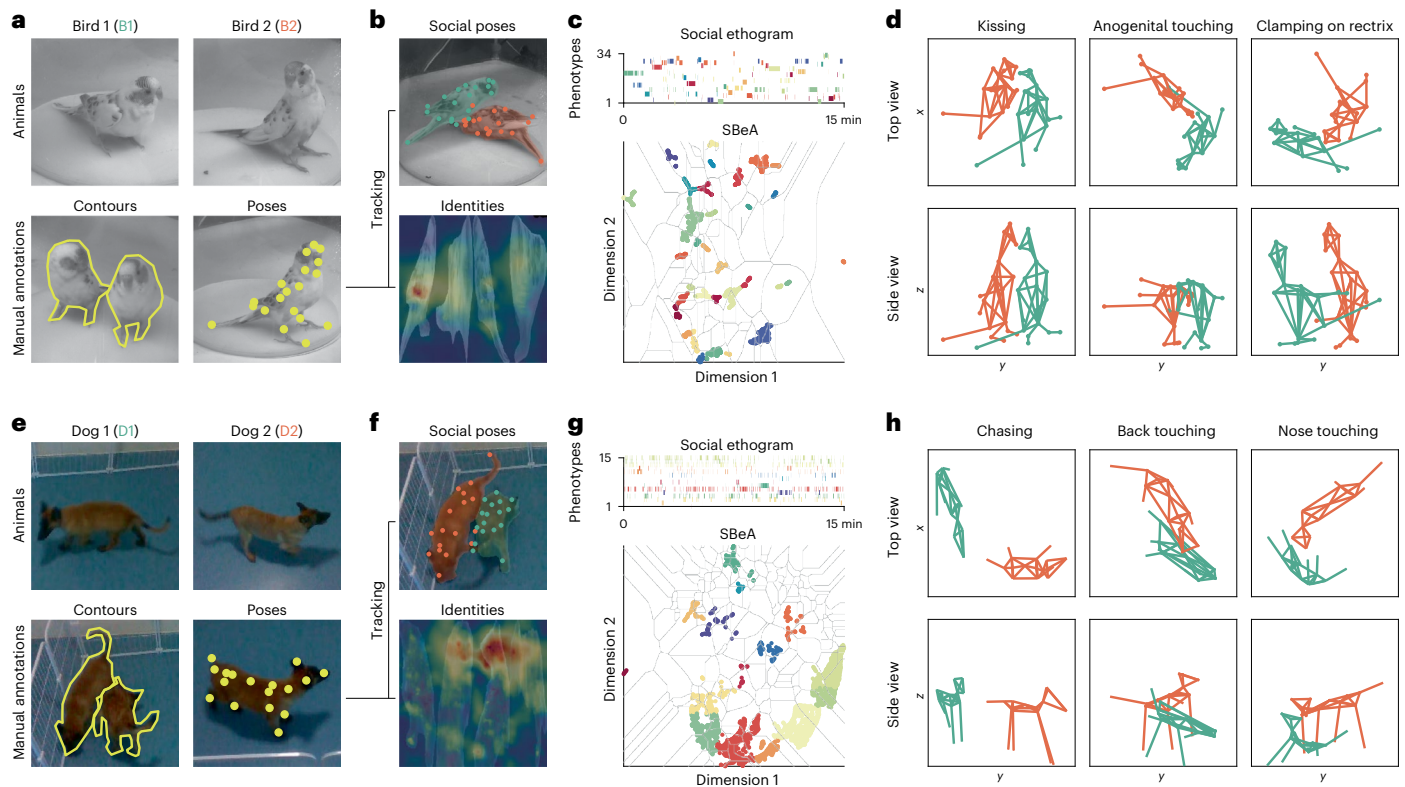 a
Bird 1 (B1)
Bird 2 (B2)
Animals
Contours
Poses
Manual annotations
b
Social poses
Tracking
Identities
c
Social ethogram
Phenotypes
34
1
0
15 min
SBeA
Dimension 2
Dimension 1
d
Kissing
Anogenital touching
Clamping on rectrix
Top view
x
Side view
z
y
y
y
e
Dog 1 (D1)
Dog 2 (D2)
Animals
Contours
Poses
Manual annotations
f
Social poses
Tracking
Identities
g
Social ethogram
Phenotypes
15
1
0
15 min
SBeA
Dimension 2
Dimension 1
h
Chasing
Back touching
Nose touching
Top view
x
Side view
z
y
y
y